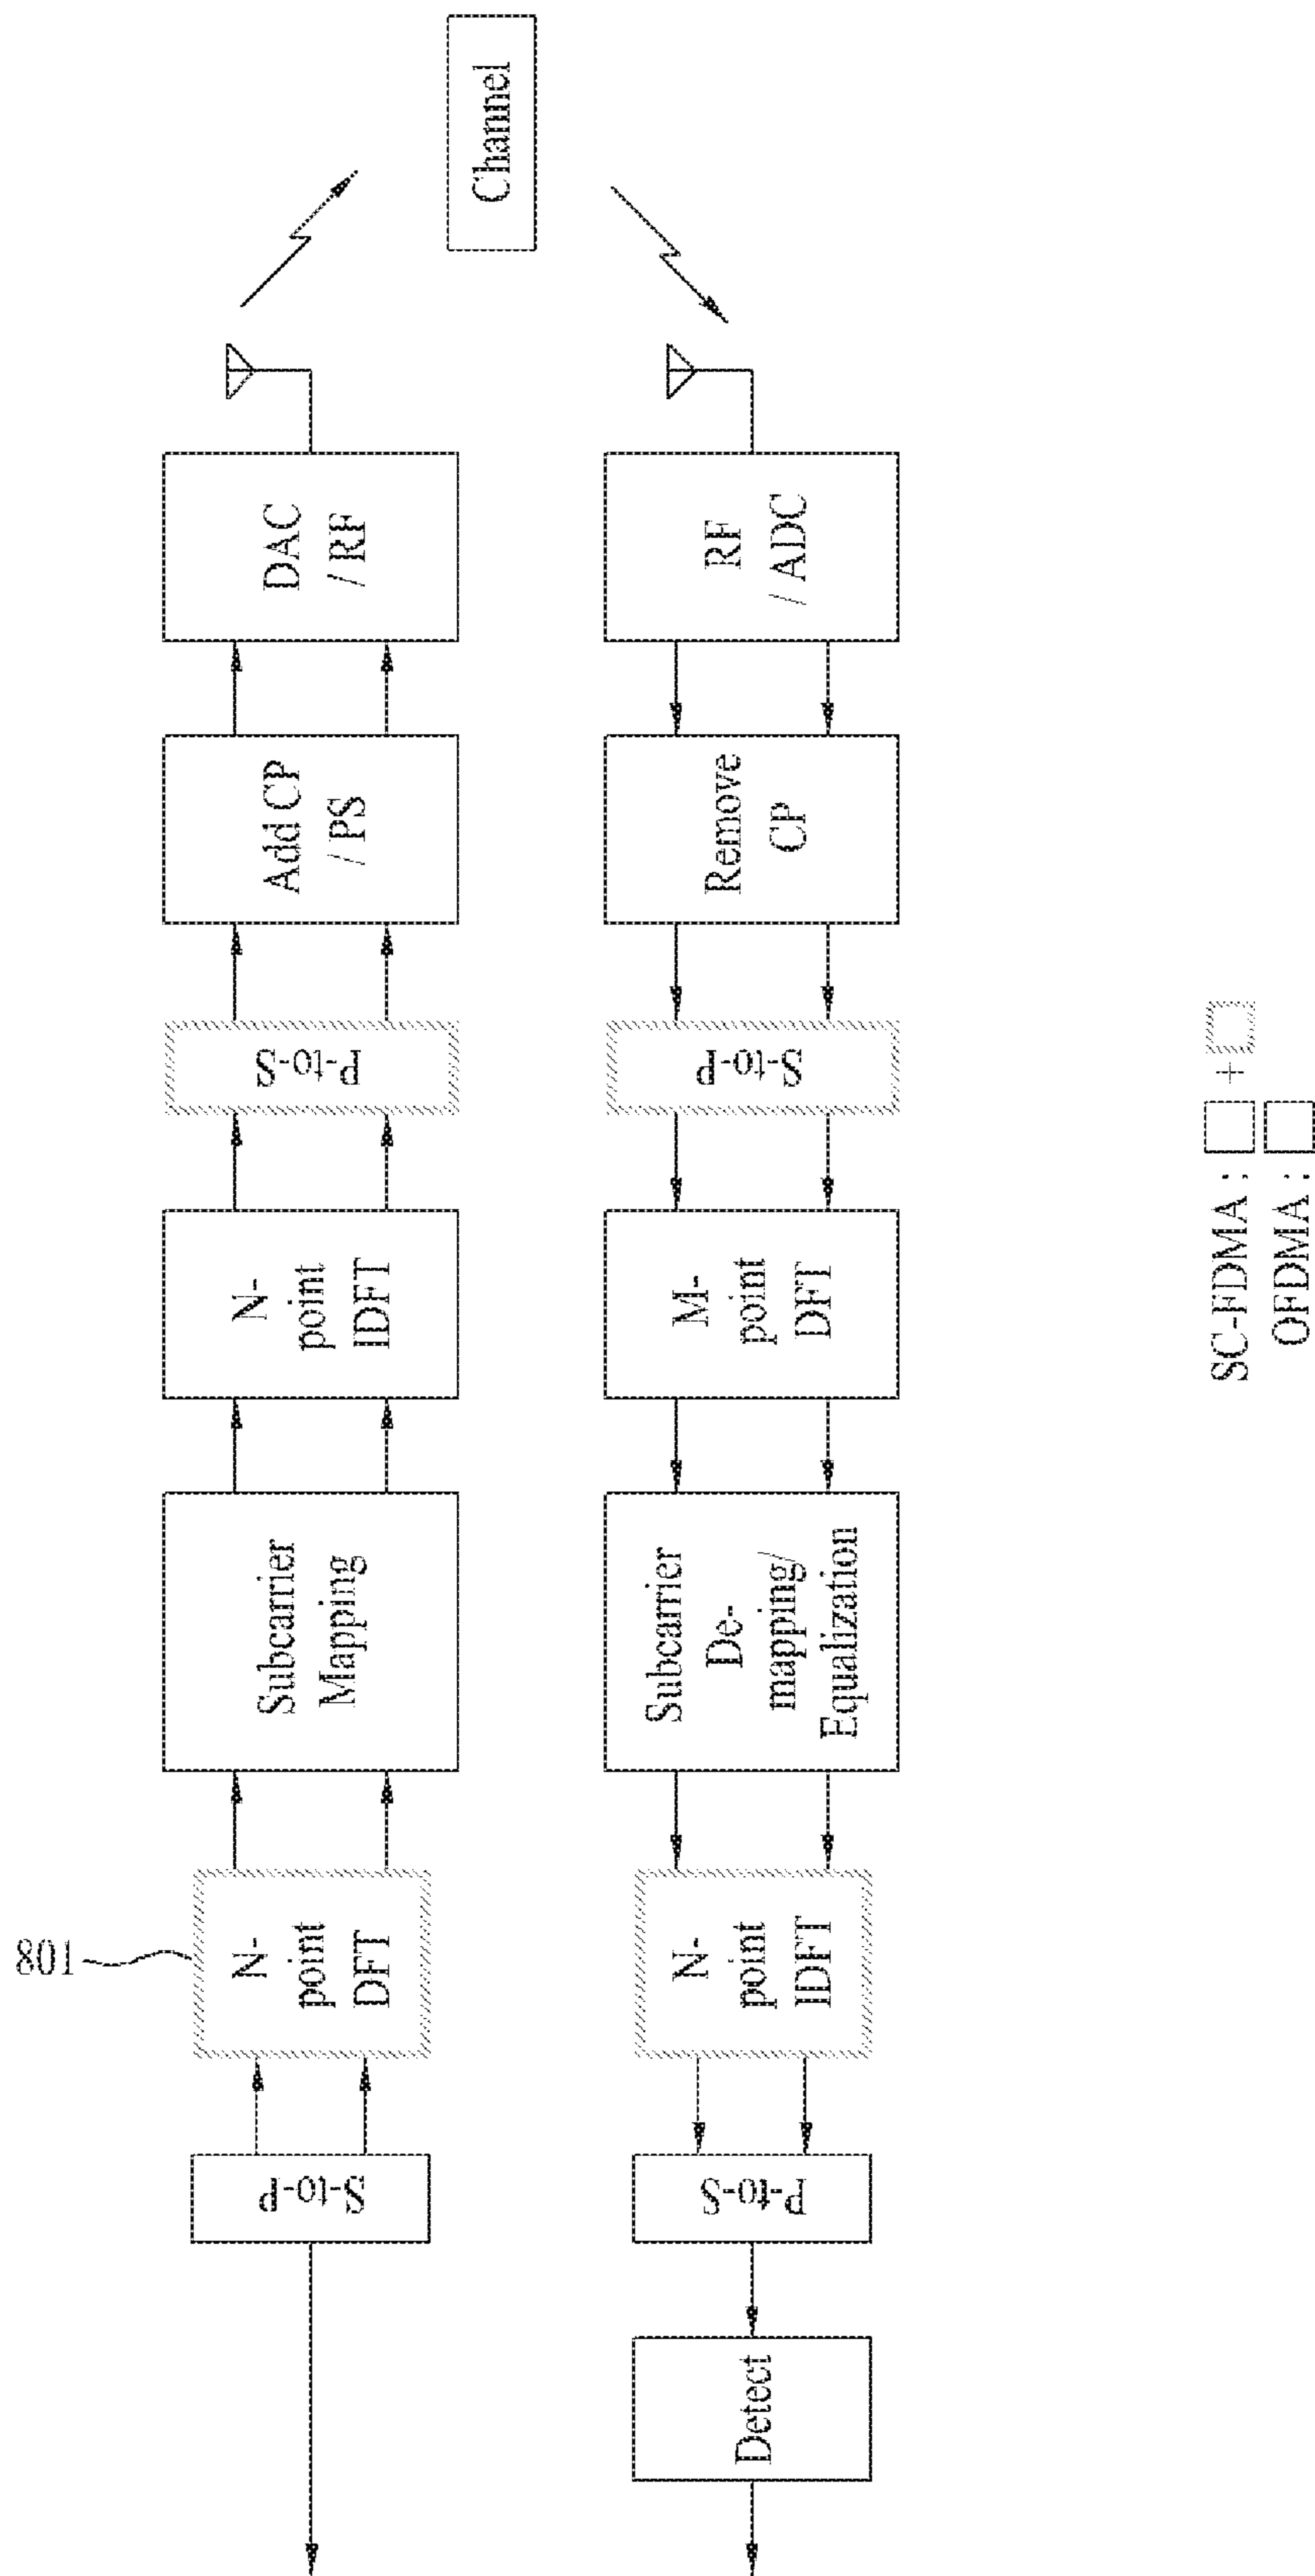 801
S-to-P
N-
point
DFT
Subcarrier
Mapping
N-
point
IDFT
P-to-S
Add CP
/ PS
DAC
/ RF
Channel
Detect
P-to-S
N-
point
IDFT
Subcarrier
De-
mapping/
Equalization
M-
point
DFT
S-to-P
Remove
CP
RF
/ ADC
SC-FDMA : +
OFDMA :